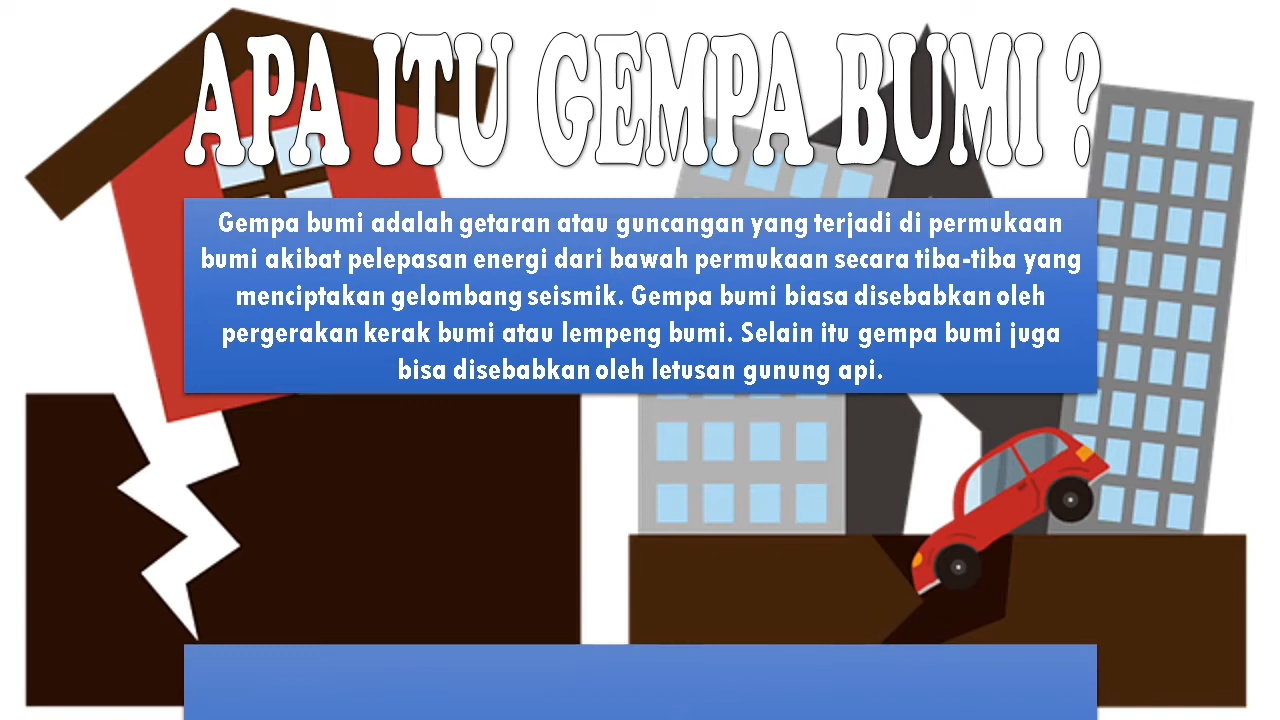 APA ITU GEMPA BUMI ?
Gempa bumi adalah getaran atau guncangan yang terjadi di permukaan
bumi akibat pelepasan energi dari bawah permukaan secara tiba-tiba yang
menciptakan gelombang seismik. Gempa bumi biasa disebabkan oleh
pergerakan kerak bumi atau lempeng bumi. Selain itu gempa bumi juga
bisa disebabkan oleh letusan gunung api.